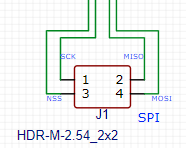 SCK MISO
1 2
3 4
NSS MOSI
J1
SPI
HDR-M-2.54_2x2